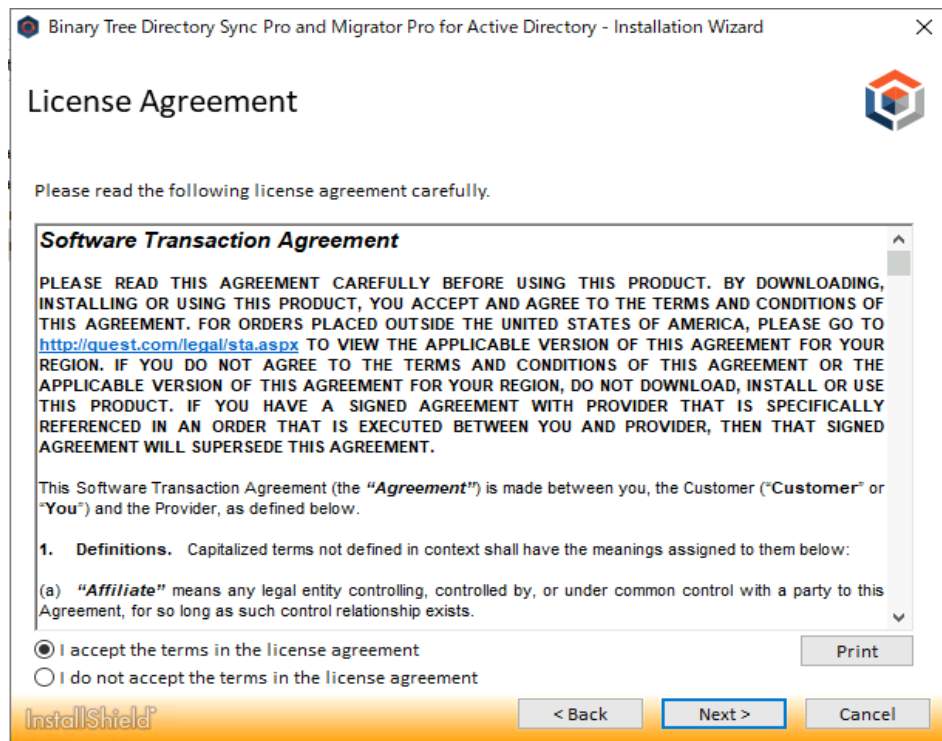 Binary Tree Directory Sync Pro and Migrator Pro for Active Directory - Installation Wizard
License Agreement
Please read the following license agreement carefully.
Software Transaction Agreement
PLEASE READ THIS AGREEMENT CAREFULLY BEFORE USING THIS PRODUCT. BY DOWNLOADING,
INSTALLING OR USING THIS PRODUCT, YOU ACCEPT AND AGREE TO THE TERMS AND CONDITIONS OF
THIS AGREEMENT. FOR ORDERS PLACED OUTSIDE THE UNITED STATES OF AMERICA, PLEASE GO TO
http://quest.com/legal/sta.aspx TO VIEW THE APPLICABLE VERSION OF THIS AGREEMENT FOR YOUR
REGION. IF YOU DO NOT AGREE TO THE TERMS AND CONDITIONS OF THIS AGREEMENT OR THE
APPLICABLE VERSION OF THIS AGREEMENT FOR YOUR REGION, DO NOT DOWNLOAD, INSTALL OR USE
THIS PRODUCT. IF YOU HAVE A SIGNED AGREEMENT WITH PROVIDER THAT IS SPECIFICALLY
REFERENCED IN AN ORDER THAT IS EXECUTED BETWEEN YOU AND PROVIDER, THEN THAT SIGNED
AGREEMENT WILL SUPERSEDE THIS AGREEMENT.
This Software Transaction Agreement (the “Agreement”) is made between you, the Customer (“Customer” or
“You”) and the Provider, as defined below.
1. Definitions. Capitalized terms not defined in context shall have the meanings assigned to them below:
(a) “Affiliate” means any legal entity controlling, controlled by, or under common control with a party to this
Agreement, for so long as such control relationship exists.
I accept the terms in the license agreement
Print
I do not accept the terms in the license agreement
InstallShield
< Back
Next >
Cancel